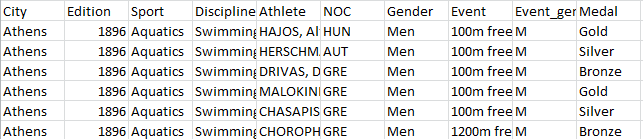 City Edition Sport Discipline Athlete NOC Gender Event Event_gen Medal
Athens 1896 Aquatics Swimming HAJOS, Al HUN Men 100m free M Gold
Athens 1896 Aquatics Swimming HERSCHM AUT Men 100m free M Silver
Athens 1896 Aquatics Swimming DRIVAS, D GRE Men 100m free M Bronze
Athens 1896 Aquatics Swimming MALOKINI GRE Men 100m free M Gold
Athens 1896 Aquatics Swimming CHASAPIS GRE Men 100m free M Silver
Athens 1896 Aquatics Swimming CHOROPH GRE Men 1200m fre M Bronze